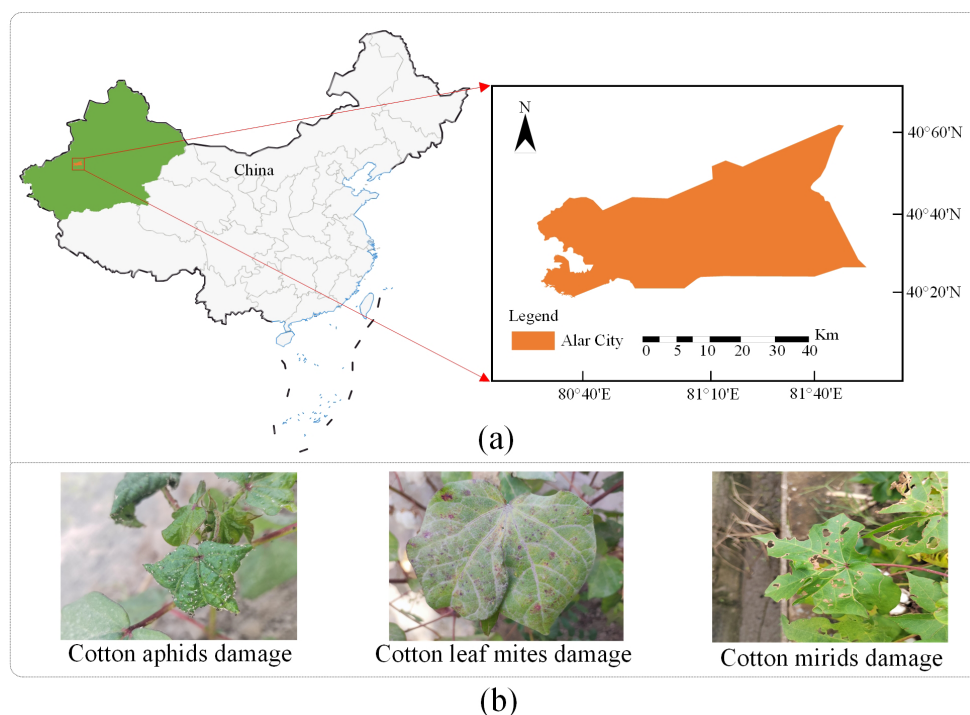 China
N
40°60'N
40°40'N
40°20'N
Legend
Alar City
Km
0 5 10 20 30 40
80°40'E 81°10'E 81°40'E
(a)
Cotton aphids damage
Cotton leaf mites damage
Cotton mirids damage
(b)